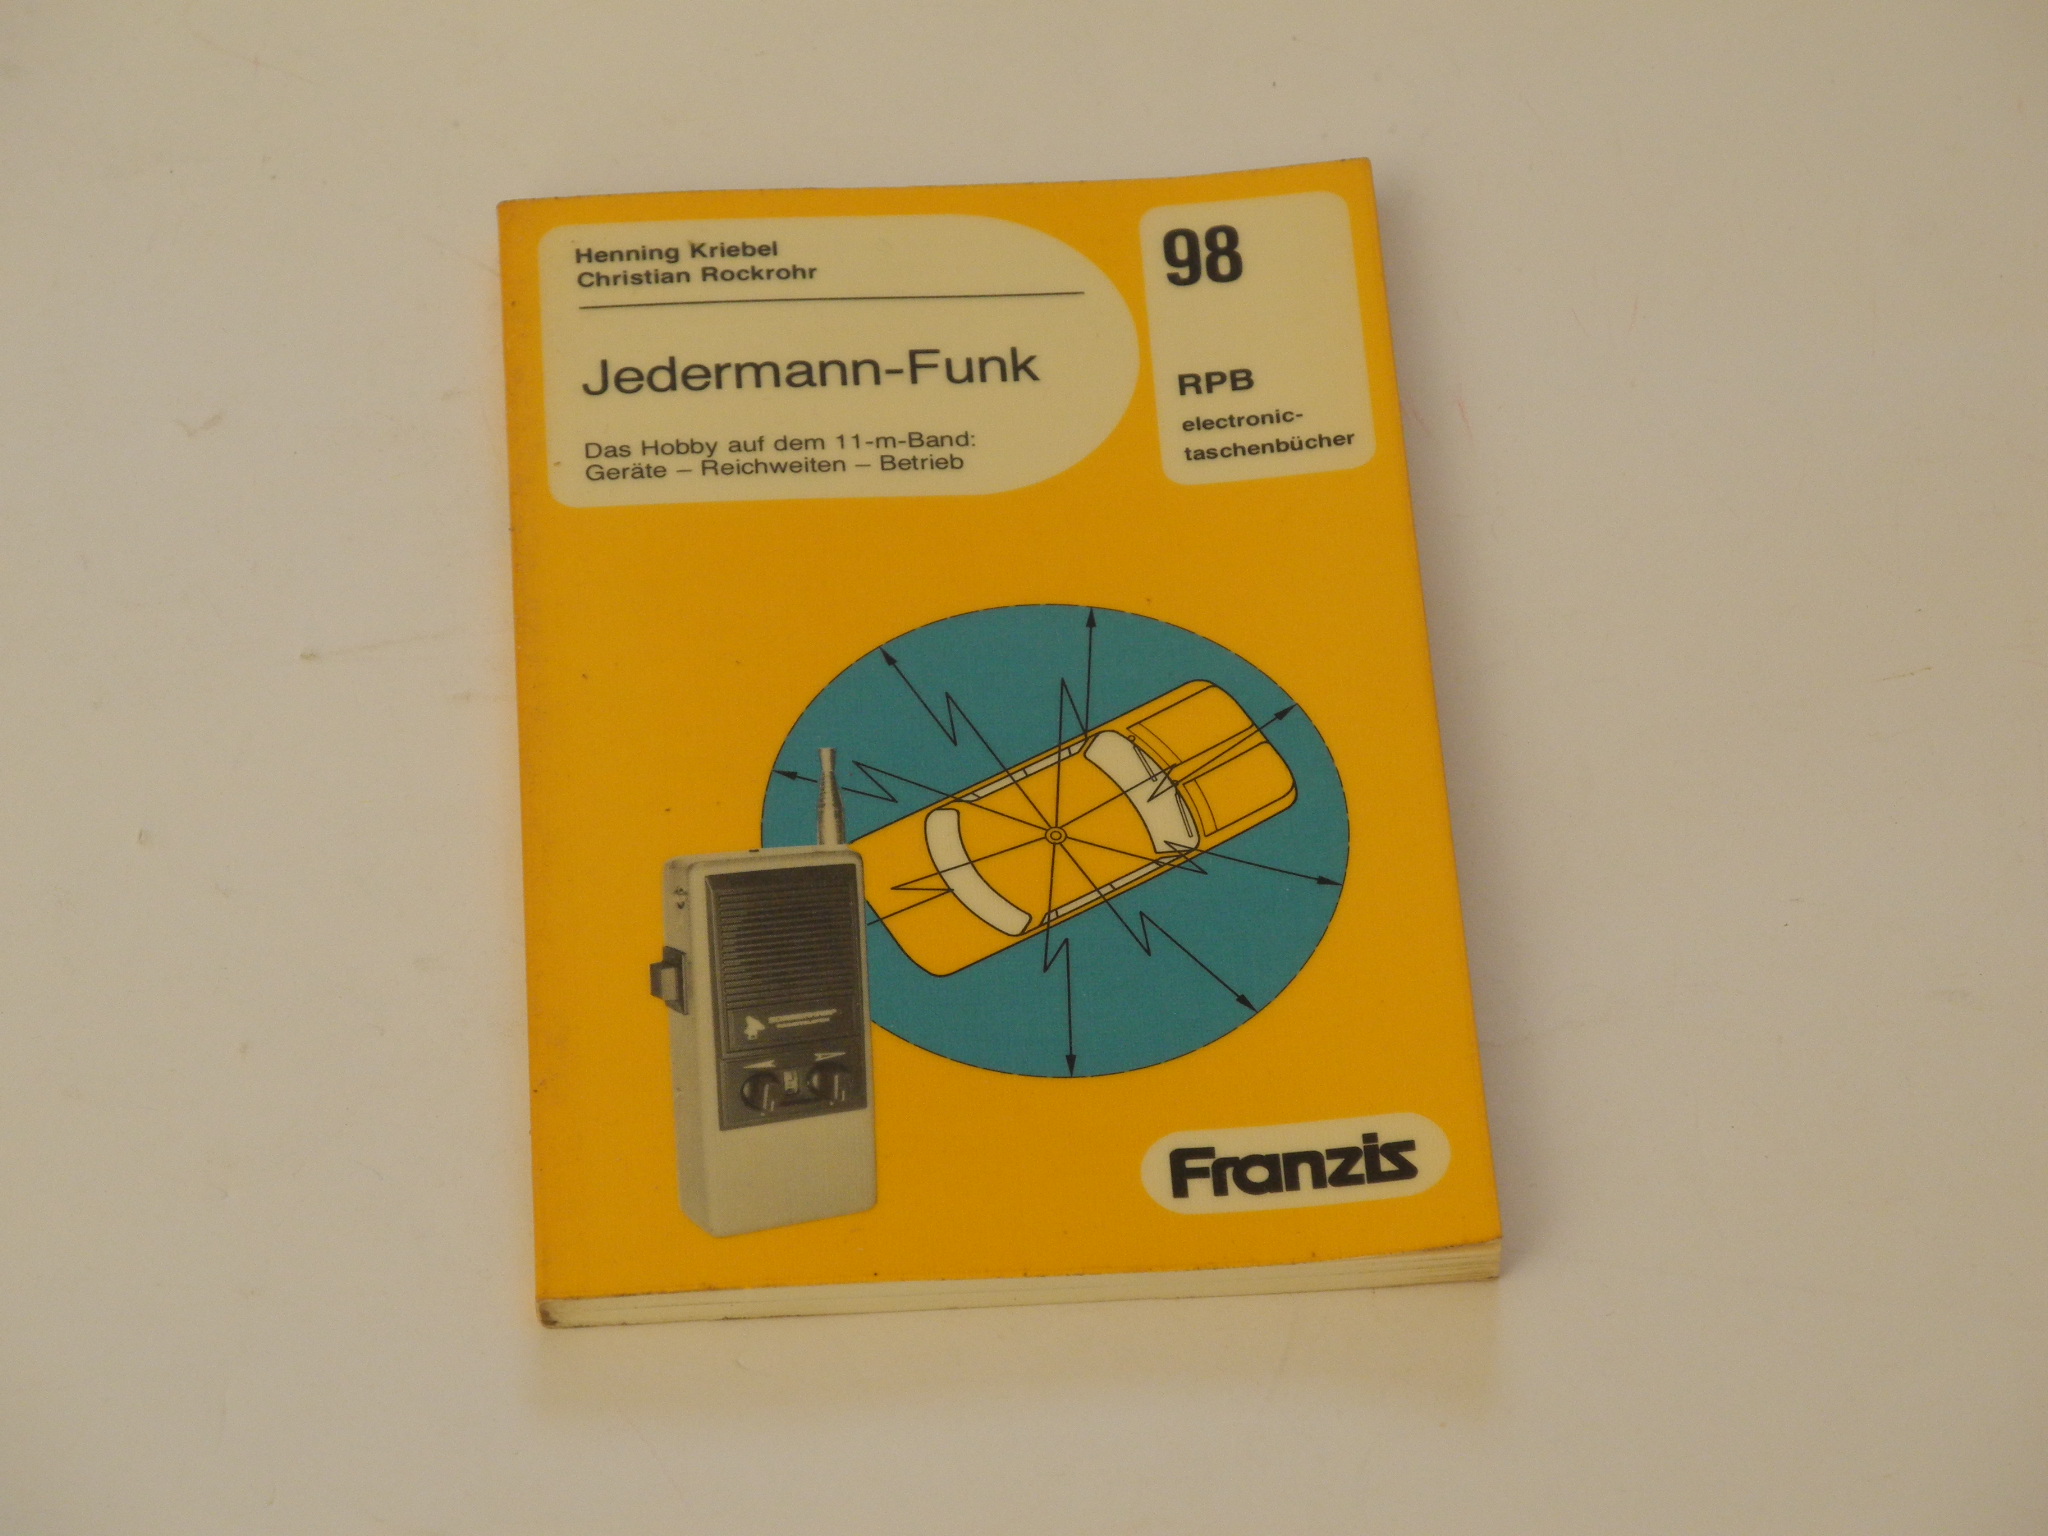 Henning Kriebel
Christian Rockrohr
Jedermann-Funk
Das Hobby auf dem 11-m-Band:
Geräte – Reichweiten – Betrieb
98
RPB
electronic-
taschenbücher
Franzis